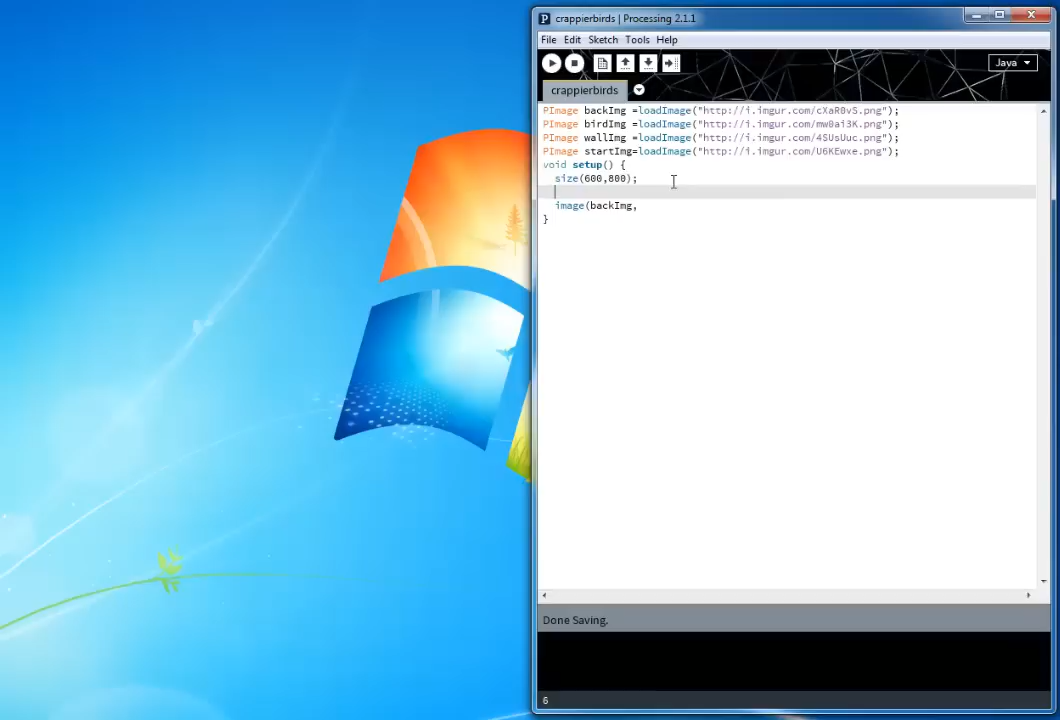 crappierbirds | Processing 2.1.1
File Edit Sketch Tools Help
Java
crappierbirds
PImage backImg =loadImage("http://i.imgur.com/cXaR0vS.png");
PImage birdImg =loadImage("http://i.imgur.com/mw0ai3K.png");
PImage wallImg =loadImage("http://i.imgur.com/4SUsUuc.png");
PImage startImg=loadImage("http://i.imgur.com/U6KEwxe.png");
void setup() {
size(600,800);
image(backImg,
}
Done Saving.
6